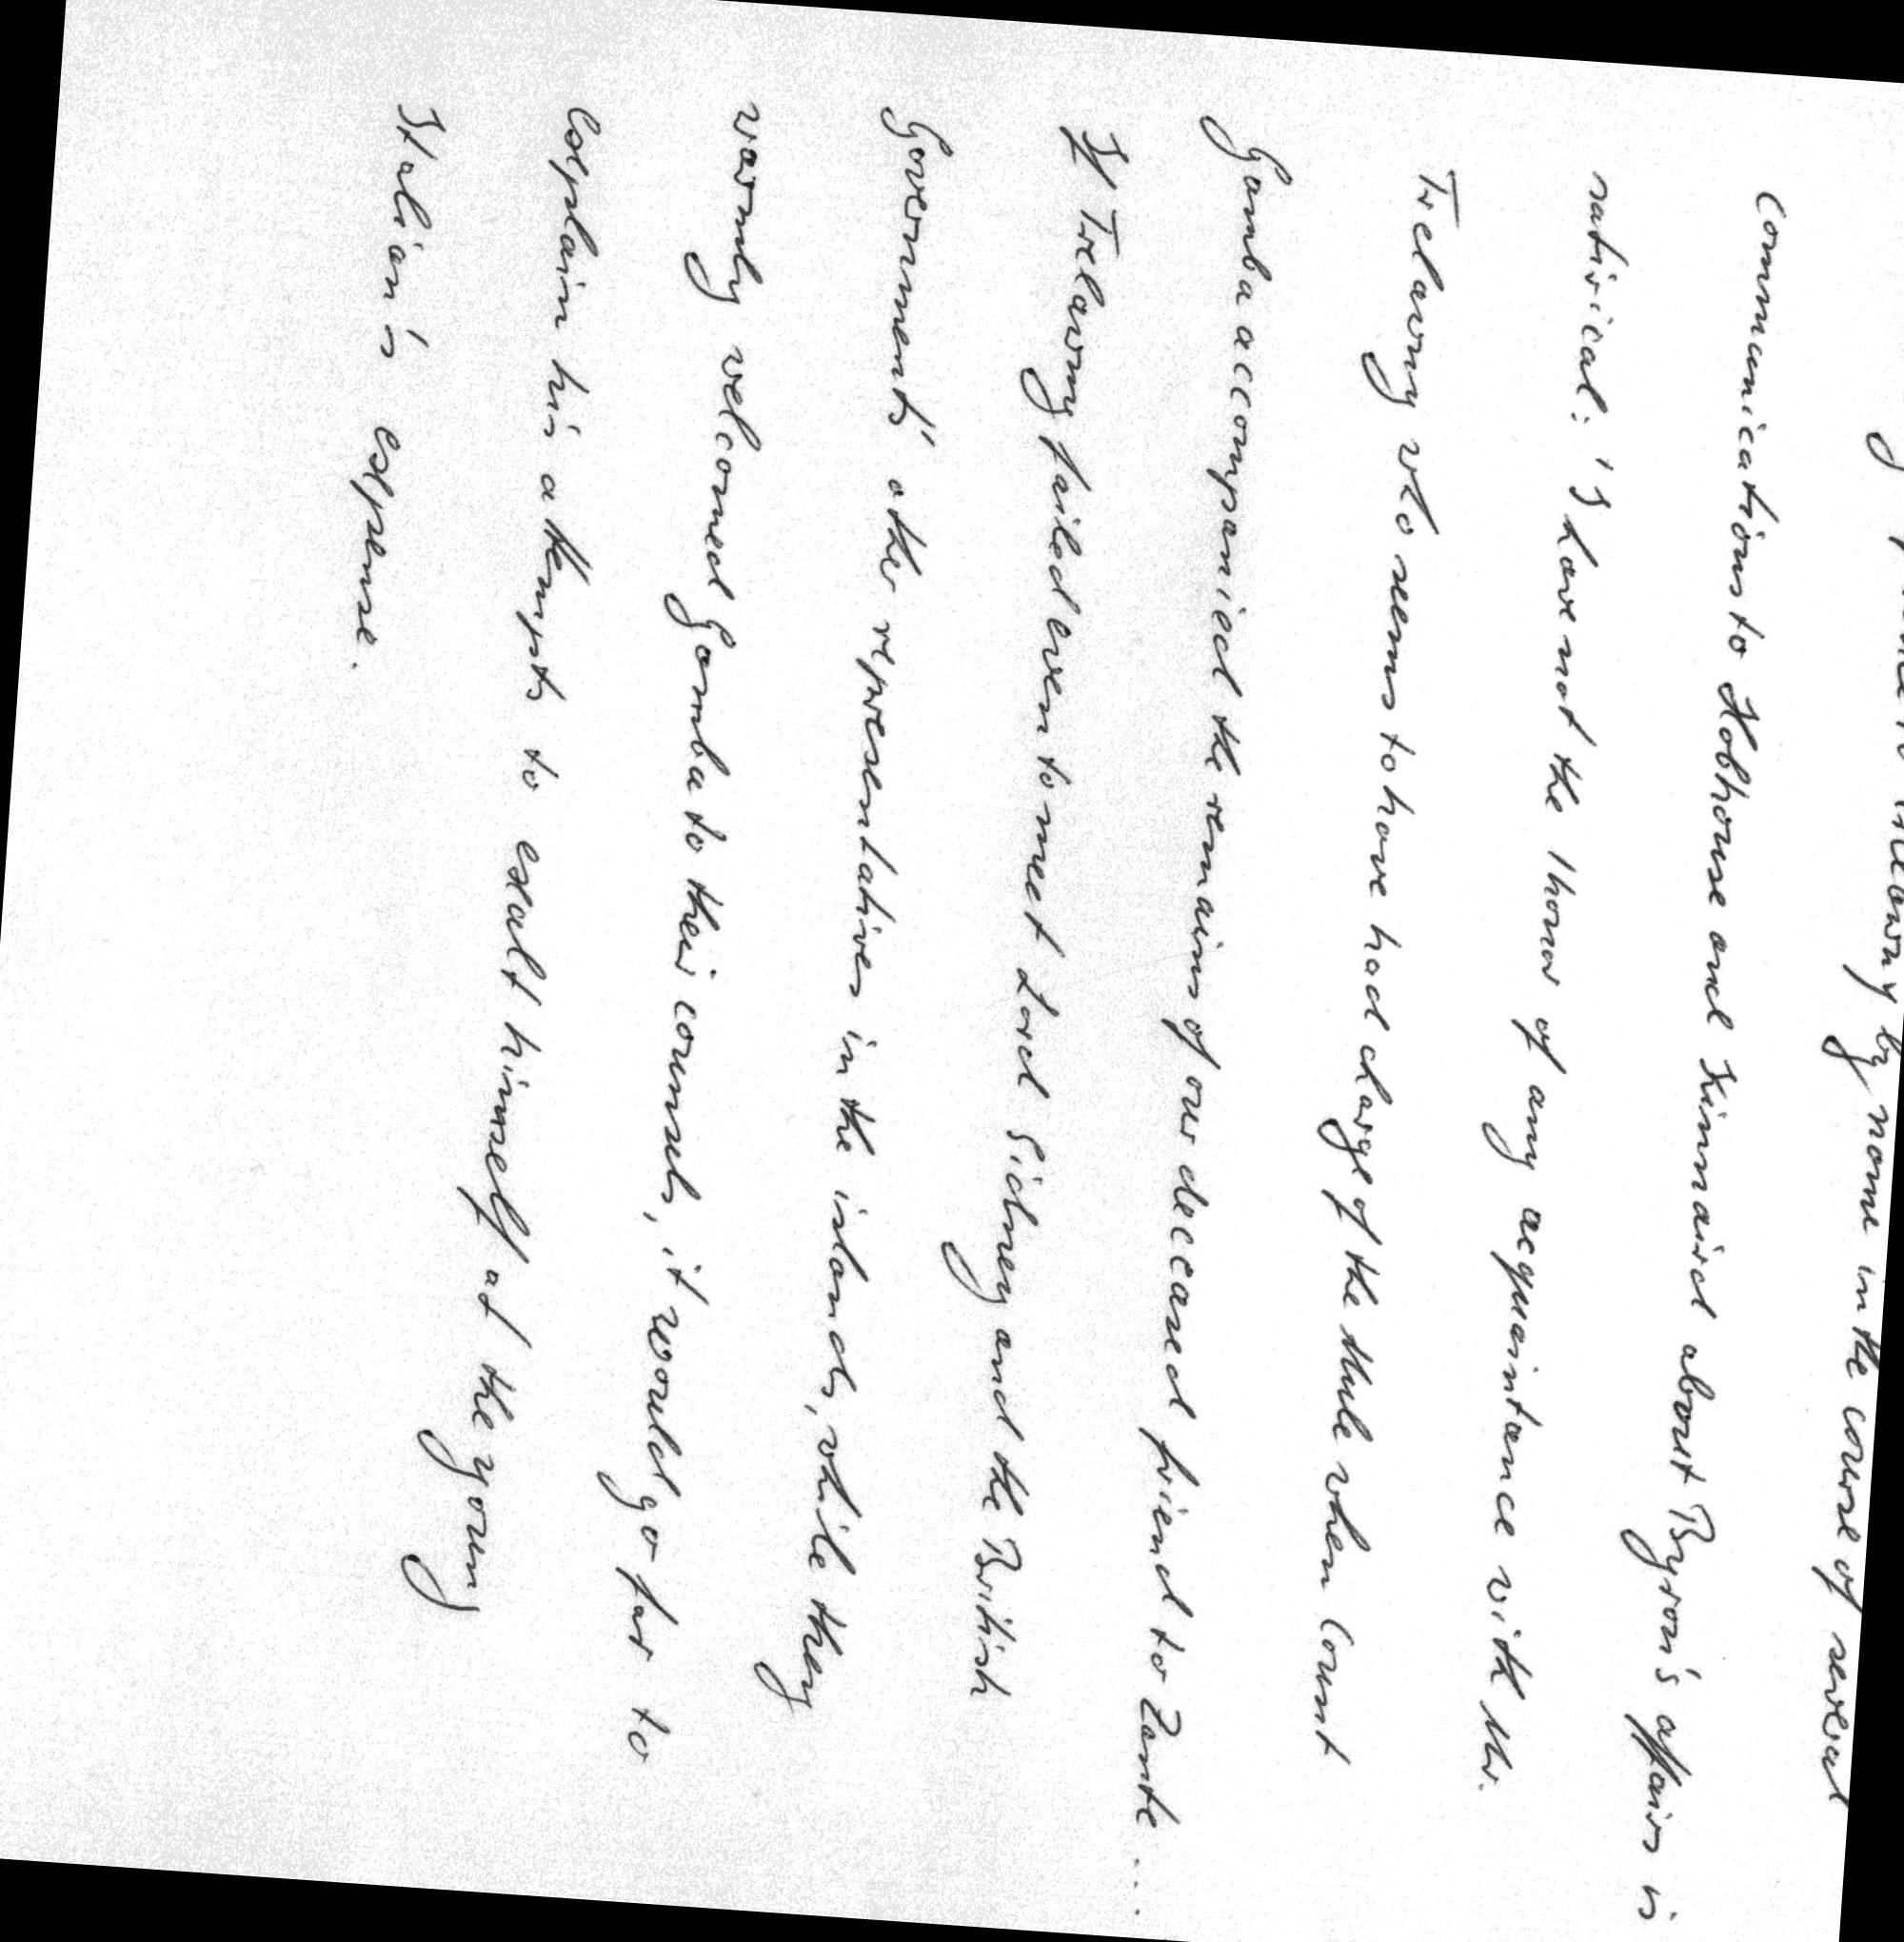 Trelawny by name in the course of several
communications to Hobhouse and Kinnaird about Byron's affairs is
satirical: 'I have not the honor of any acquaintance with Mr.
Trelawny who seems to have had charge of the Mule when Count
Gamba accompanied the remains of our deceased friend to Zante...
If Trelawny failed even to meet Lord Sidney and the British
Government's other representatives in the islands, while they
warmly welcomed Gamba to their counsels, it would go far to
explain his attempts to exalt himself at the young
Italian's expense.